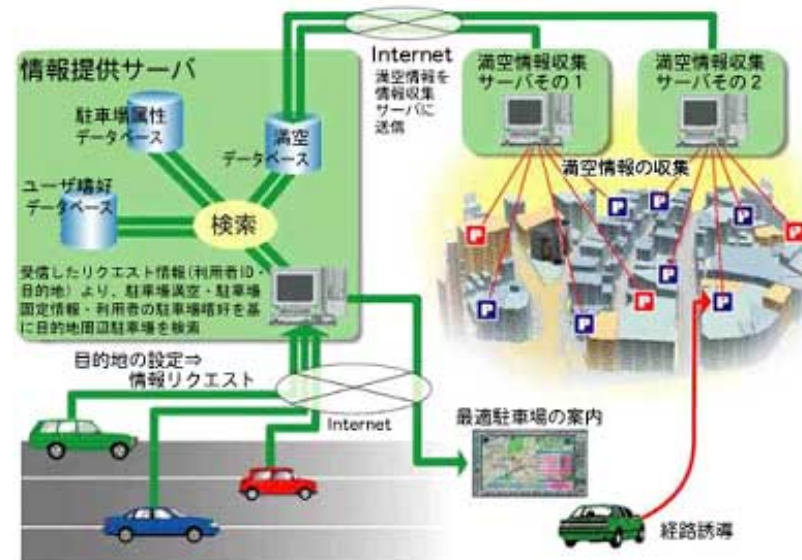 情報提供サーバ
駐車場属性
データベース
満空
データベース
ユーザ嗜好
データベース
検索
受信したリクエスト情報(利用者ID・
目的地)より、駐車場満空・駐車場
固定情報・利用者の駐車場嗜好を基
に目的地周辺駐車場を検索
Internet
満空情報を
情報収集
サーバに
送信
満空情報収集
サーバその1
満空情報収集
サーバその2
満空情報の収集
P
P
P
P
P
P
P
P
P
P
目的地の設定⇒
情報リクエスト
Internet
最適駐車場の案内
経路誘導